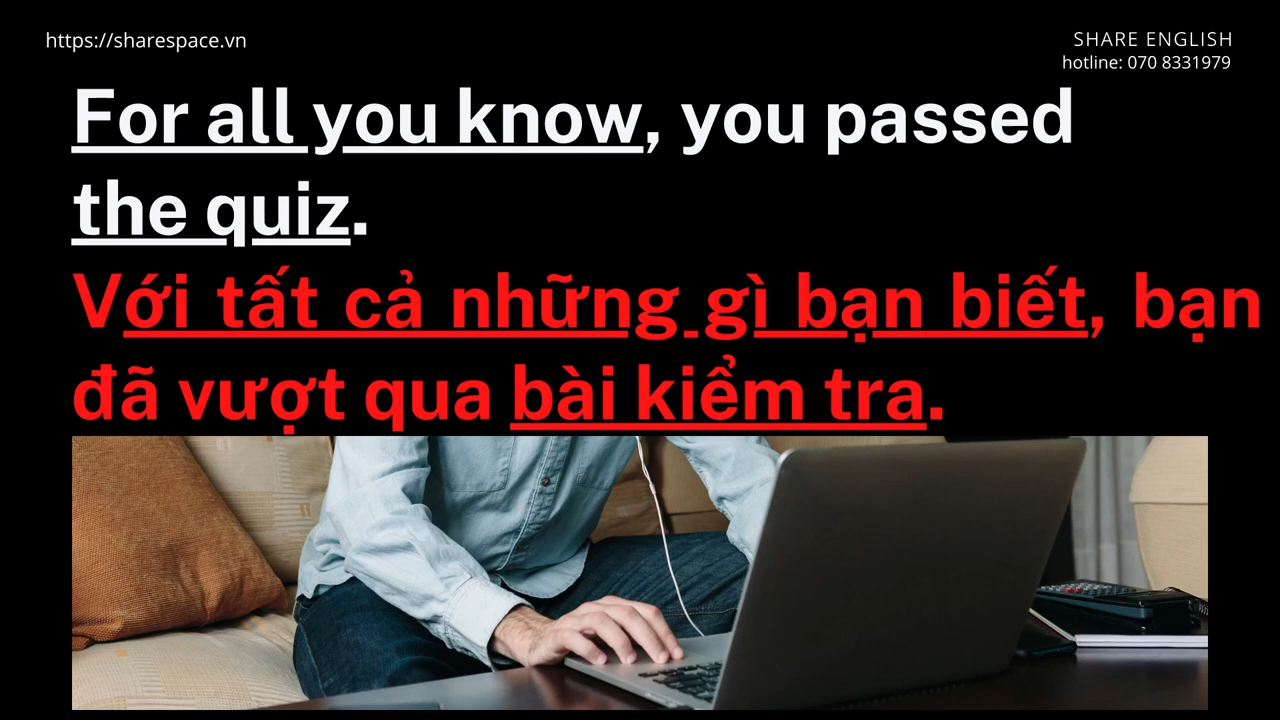 https://sharespace.vn
SHARE ENGLISH
hotline: 070 8331979
For all you know, you passed
the quiz.
Với tất cả những gì bạn biết, bạn
đã vượt qua bài kiểm tra.